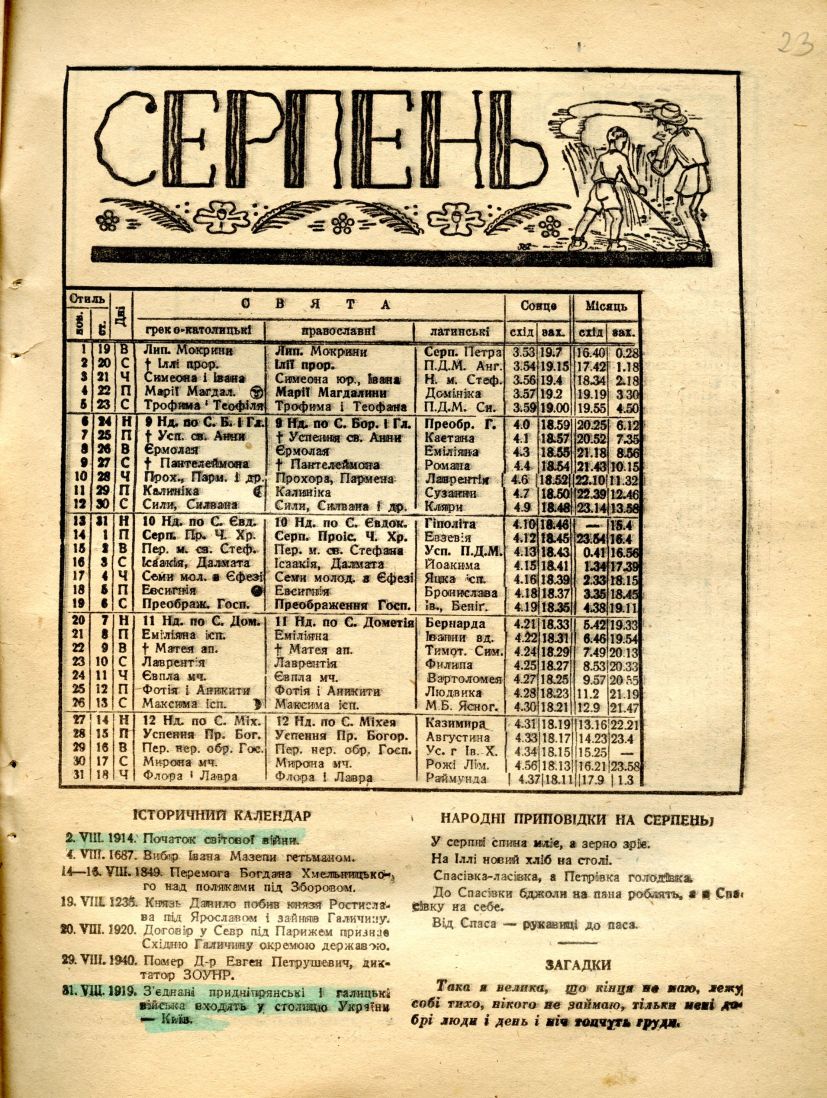 23
СЕРПЕНЬ
Стиль Дні СВЯТА Сонце Місяць
нов. ст. греко-католицькі православні латинські схід зах. схід зах.
1 19 В Лип. Мокрини Лип. Мокрини Серп. Петра 3.53 19.7 16.40 0.28
2 20 С † Іллі прор. Ілії прор. П.Д.М. Анг. 3.54 19.15 17.42 1.18
3 21 Ч Симеона і Івана Симеона юр., Івана Н. м. Стеф. 3.56 19.4 18.34 2.18
4 22 П Марії Магдал. Марії Магдалини Домініка 3.57 19.2 19.19 3 30
5 23 С Трофима і Теофіля Трофима і Теофана П.Д.М. Сн. 3.59 19.00 19.55 4.50
6 24 Н 9 Нд. по С. Б. і Гл. 9 Нд. по С. Бор. і Гл. Преобр. Г. 4.0 18.59 20.25 6.12
7 25 П † Усп. св. Анни † Успення св. Анни Каетана 4.1 18.57 20.52 7.35
8 26 В Єрмолая Єрмолая Еміліяна 4.3 18.55 21.18 8.56
9 27 С † Пантелеймона † Пантелеймона Романа 4.4 18.54 21.43 10.15
10 28 Ч Прох., Парм. і др. Прохора, Пармена Лаврентія 4.6 18.52 22.10 11.32
11 29 П Калиника Калиніка Сузанни 4.7 18.50 22.39 12.46
12 30 С Сили, Силвана Сили, Силвана і др. Кляри 4.9 18.48 23.14 13.58
13 31 Н 10 Нд. по С. Євд. 10 Нд. по С. Євдок. Гіполіта 4.10 18.46 — 15.4
14 1 П Серп. Пр. Ч. Хр. Серп. Проіс. Ч. Хр. Евзевія 4.12 18.45 23.54 16.4
15 2 В Пер. м. св. Стеф. Пер. м. св. Стефана Усп. П.Д.М. 4.13 18.43 0.41 16.56
16 3 С Ісаакія, Далмата Ісаакія, Далмата Йоакима 4.15 18.41 1.34 17.39
17 4 Ч Семи мол. в Єфезі Семи молод. в Єфезі Яцка ісп. 4.16 18.39 2.33 18.15
18 5 П Евсигнія Евсигнія Бронислава 4.18 18.37 3.35 18.45
19 6 С Преображ. Госп. Преображення Госп. Ів., Беніг. 4.19 18.35 4.38 19.11
20 7 Н 11 Нд. по С. Дом. 11 Нд. по С. Дометія Бернарда 4.21 18.33 5.42 19.33
21 8 П Еміліяна ісп. Еміліяна Іванни вд. 4.22 18.31 6.46 19.54
22 9 В † Матея ап. † Матея ап. Тимот. Сим. 4.24 18.29 7.49 20.13
23 10 С Лаврентія Лаврентія Филипа 4.25 18.27 8.53 20.33
24 11 Ч Євпла мч. Євпла мч. Вартоломея 4.27 18.25 9.57 20.55
25 12 П Фотія і Аникити Фотія і Аникити Людвика 4.28 18.23 11.2 21.19
26 13 С Максима ісп. Максима ісп. М.Б. Ясног. 4.30 18.21 12.9 21.47
27 14 Н 12 Нд. по С. Міх. 12 Нд. по С. Міхея Казимира 4.31 18.19 13.16 22.21
28 15 П Успення Пр. Бог. Успення Пр. Богор. Августина 4.33 18.17 14.23 23.4
29 16 В Пер. нер. обр. Гос. Пер. нер. обр. Госп. Ус. г Ів. Х. 4.34 18.15 15.25 —
30 17 С Мирона мч. Мирона мч. Рожі Лім. 4.56 18.13 16.21 23.58
31 18 Ч Флора і Лавра Флора і Лавра Раймунда 4.37 18.11 17.9 1.3
ІСТОРИЧНИЙ КАЛЕНДАР
2. VIII. 1914. Початок світової війни.
4. VIII. 1687. Вибір Івана Мазепи гетьманом.
14—16. VIII. 1849. Перемога Богдана Хмельницько-
го над поляками під Зборовом.
19. VIII. 1235. Князь Данило побив князя Ростисла-
ва під Ярославом і зайняв Галичину.
20. VIII. 1920. Договір у Севр під Парижем признає
Східню Галичину окремою державою.
29. VIII. 1940. Помер Д-р Евген Петрушевич, дик-
татор ЗОУНР.
31. VIII. 1919. З'єднані придніпрянські і галицькі
війська входять у столицю України
— Київ.
НАРОДНІ ПРИПОВІДКИ НА СЕРПЕНЬ:
У серпні спина мліє, а зерно зріє.
На Іллі новий хліб на столі.
Спасівка-ласівка, а Петрівка голодівка.
До Спасівки бджоли на пана роблять, а в Спа-
сівку на себе.
Від Спаса — рукавиці до паса.
ЗАГАДКИ
Така я велика, що кінця не маю, лежу
собі тихо, нікого не займаю, тільки мені до-
брі люди і день і ніч топчуть груди.